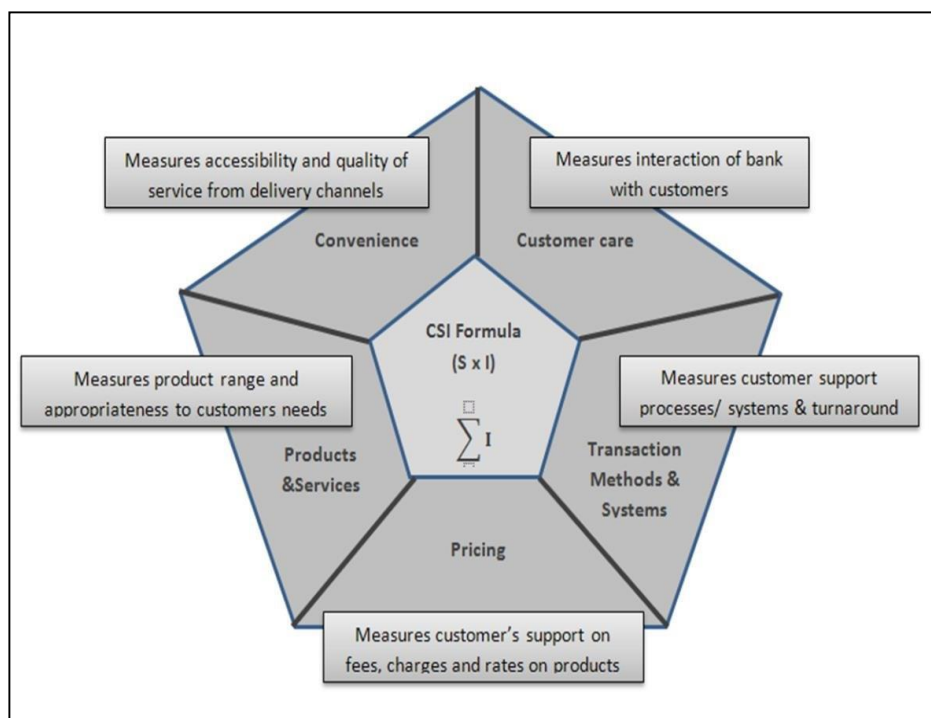 Measures accessibility and quality of
service from delivery channels
Measures interaction of bank
with customers
Convenience
Customer care
CSI Formula
(S x I)
∑ I
Measures product range and
appropriateness to customers needs
Measures customer support
processes/ systems & turnaround
Products
&Services
Transaction
Methods &
Systems
Pricing
Measures customer's support on
fees, charges and rates on products